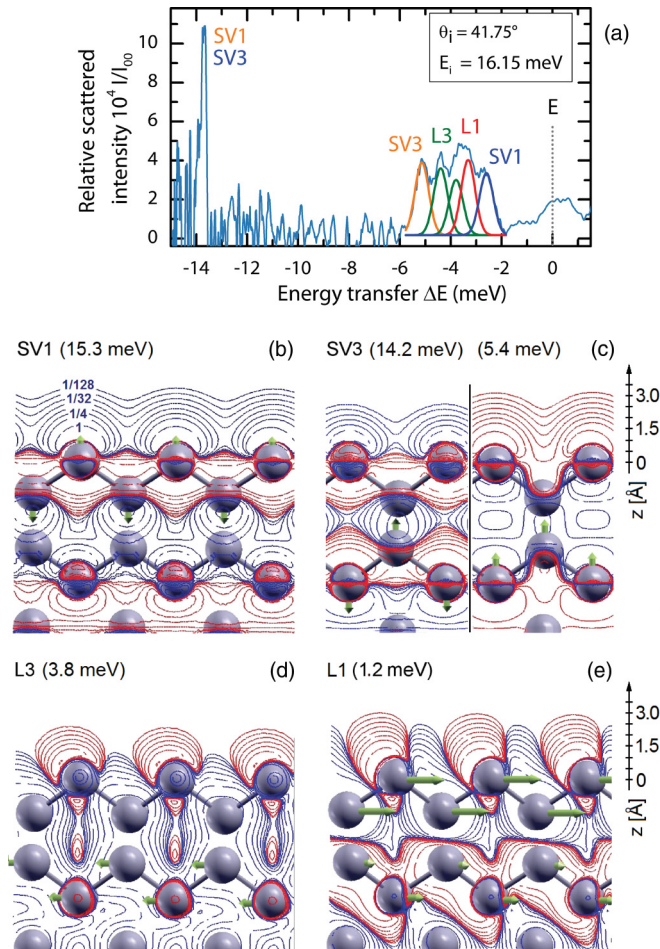 (a)
θi = 41.75°
Ei = 16.15 meV
SV1
SV3
E
SV3
L3
L1
SV1
Relative scattered
intensity 10⁴ I/I₀₀
10
8
6
4
2
0
-14 -12 -10 -8 -6 -4 -2 0
Energy transfer ΔE (meV)
SV1 (15.3 meV) (b)
1/128
1/32
1/4
1
SV3 (14.2 meV) (5.4 meV) (c)
3.0
1.5
0
z [Å]
L3 (3.8 meV) (d)
L1 (1.2 meV) (e)
3.0
1.5
0
z [Å]